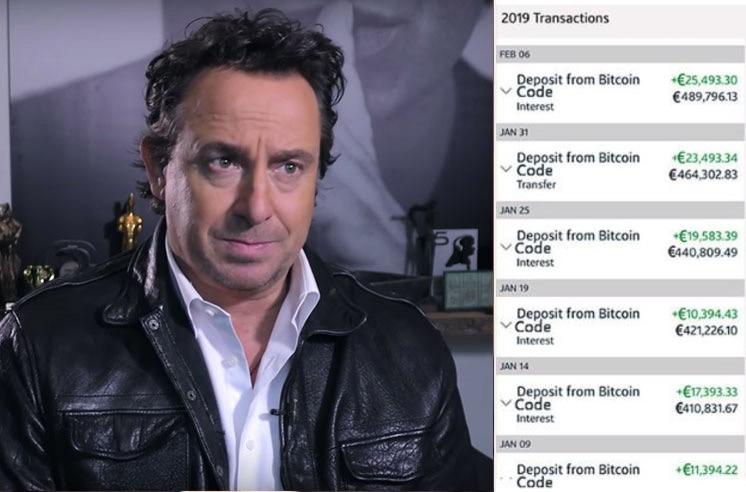 5
2019 Transactions
FEB 06
Deposit from Bitcoin +€25,493.30
Code €489,796.13
Interest
JAN 31
Deposit from Bitcoin +€23,493.34
Code €464,302.83
Transfer
JAN 25
Deposit from Bitcoin +€19,583.39
Code €440,809.49
Interest
JAN 19
Deposit from Bitcoin +€10,394.43
Code €421,226.10
Interest
JAN 14
Deposit from Bitcoin +€17,393.33
Code €410,831.67
Interest
JAN 09
Deposit from Bitcoin +€11,394.22
Code